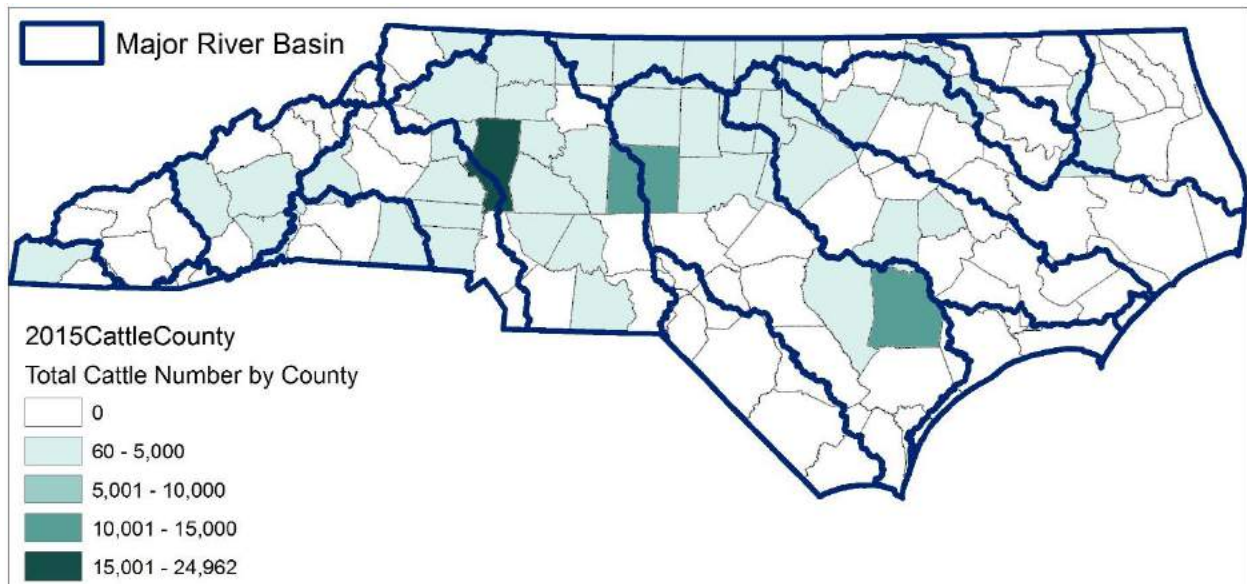 Major River Basin
2015CattleCounty
Total Cattle Number by County
0
60 - 5,000
5,001 - 10,000
10,001 - 15,000
15,001 - 24,962